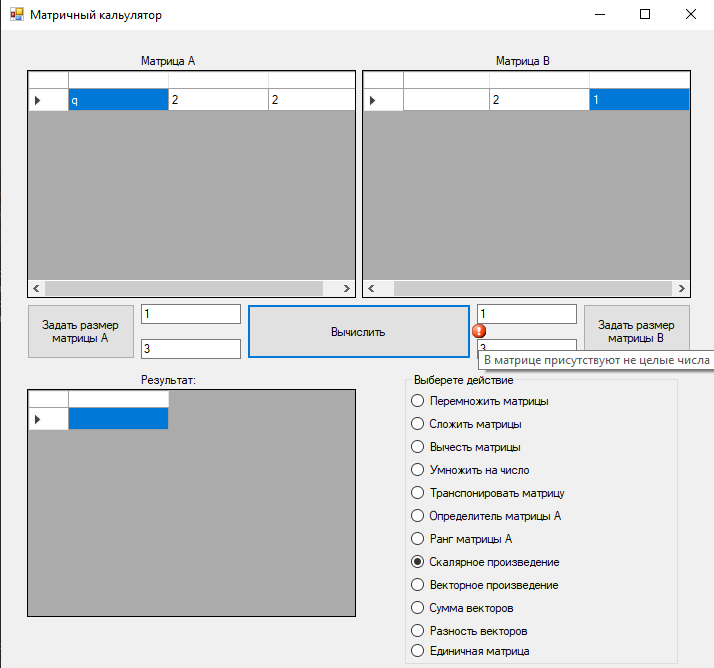 Матричный кальулятор
Матрица А
Матрица В
q 2 2
2 1
Задать размер
матрицы А
1
3
Вычислить
1
Задать размер
матрицы В
В матрице присутствуют не целые числа
Результат:
Выберете действие
Перемножить матрицы
Сложить матрицы
Вычесть матрицы
Умножить на число
Транспонировать матрицу
Определитель матрицы А
Ранг матрицы А
Скалярное произведение
Векторное произведение
Сумма векторов
Разность векторов
Единичная матрица